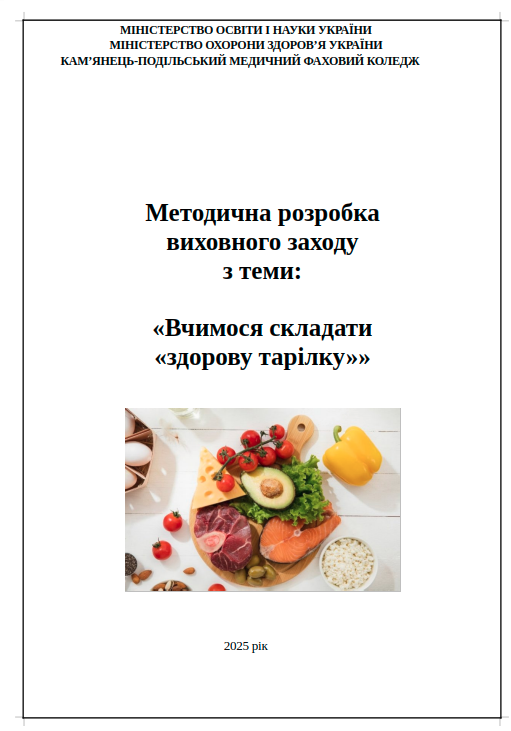 МІНІСТЕРСТВО ОСВІТИ І НАУКИ УКРАЇНИ
МІНІСТЕРСТВО ОХОРОНИ ЗДОРОВ’Я УКРАЇНИ
КАМ’ЯНЕЦЬ-ПОДІЛЬСЬКИЙ МЕДИЧНИЙ ФАХОВИЙ КОЛЕДЖ
Методична розробка
виховного заходу
з теми:
«Вчимося складати
«здорову тарілку»»
2025 рік